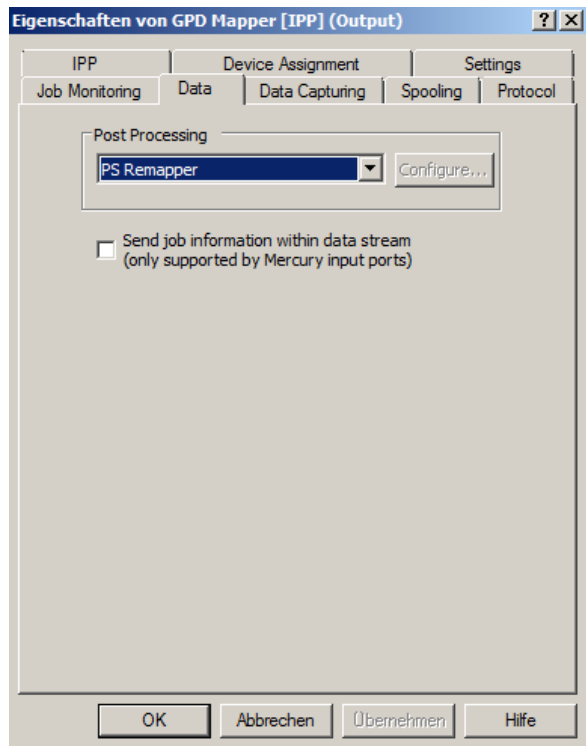 Eigenschaften von GPD Mapper [IPP] (Output)
IPP Device Assignment Settings
Job Monitoring Data Data Capturing Spooling Protocol
Post Processing
PS Remapper Configure...
Send job information within data stream
(only supported by Mercury input ports)
OK Abbrechen Übernehmen Hilfe